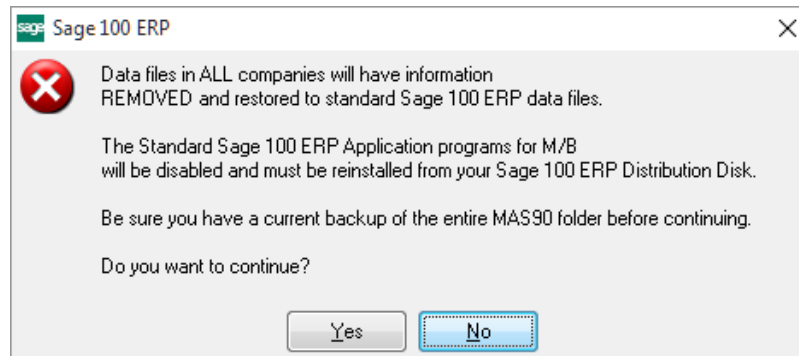 sage Sage 100 ERP
Data files in ALL companies will have information
REMOVED and restored to standard Sage 100 ERP data files.
The Standard Sage 100 ERP Application programs for M/B
will be disabled and must be reinstalled from your Sage 100 ERP Distribution Disk.
Be sure you have a current backup of the entire MAS90 folder before continuing.
Do you want to continue?
Yes No